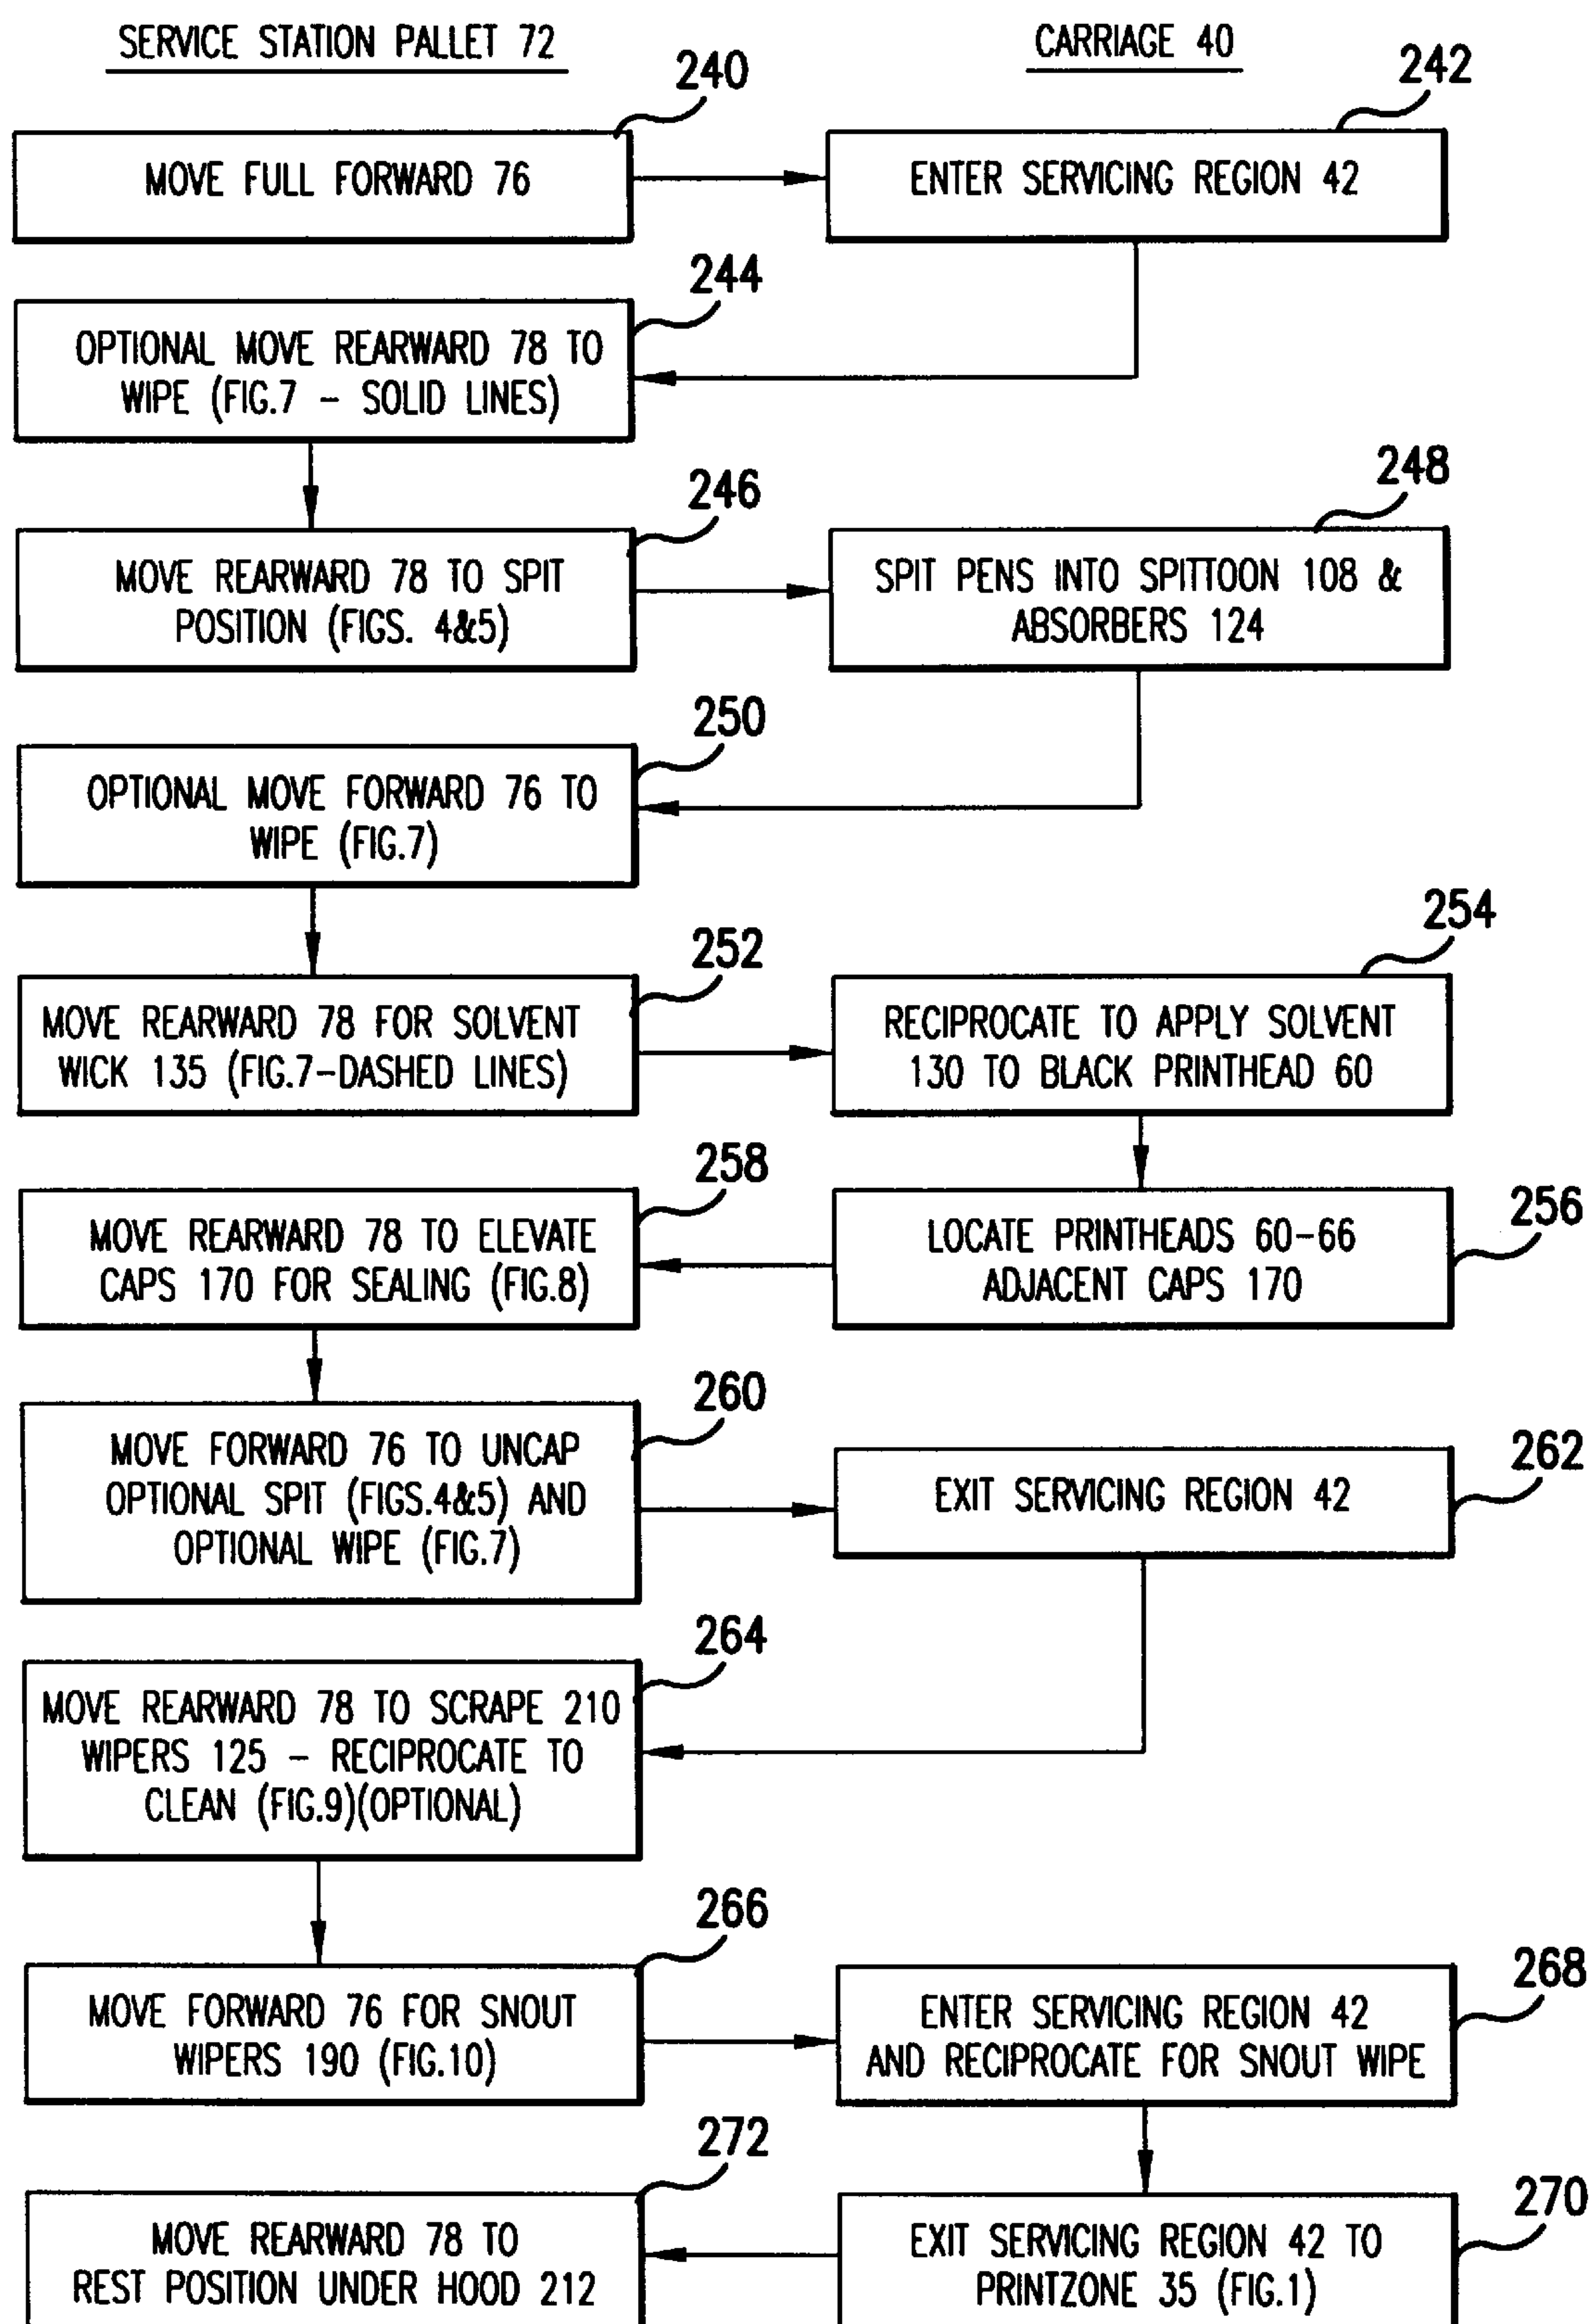 SERVICE STATION PALLET 72
CARRIAGE 40
240
MOVE FULL FORWARD 76
242
ENTER SERVICING REGION 42
244
OPTIONAL MOVE REARWARD 78 TO
WIPE (FIG.7 - SOLID LINES)
246
MOVE REARWARD 78 TO SPIT
POSITION (FIGS. 4&5)
248
SPIT PENS INTO SPITTOON 108 &
ABSORBERS 124
250
OPTIONAL MOVE FORWARD 76 TO
WIPE (FIG.7)
252
MOVE REARWARD 78 FOR SOLVENT
WICK 135 (FIG.7-DASHED LINES)
254
RECIPROCATE TO APPLY SOLVENT
130 TO BLACK PRINTHEAD 60
256
LOCATE PRINTHEADS 60-66
ADJACENT CAPS 170
258
MOVE REARWARD 78 TO ELEVATE
CAPS 170 FOR SEALING (FIG.8)
260
MOVE FORWARD 76 TO UNCAP
OPTIONAL SPIT (FIGS.4&5) AND
OPTIONAL WIPE (FIG.7)
262
EXIT SERVICING REGION 42
264
MOVE REARWARD 78 TO SCRAPE 210
WIPERS 125 - RECIPROCATE TO
CLEAN (FIG.9)(OPTIONAL)
266
MOVE FORWARD 76 FOR SNOUT
WIPERS 190 (FIG.10)
268
ENTER SERVICING REGION 42
AND RECIPROCATE FOR SNOUT WIPE
270
EXIT SERVICING REGION 42 TO
PRINTZONE 35 (FIG.1)
272
MOVE REARWARD 78 TO
REST POSITION UNDER HOOD 212